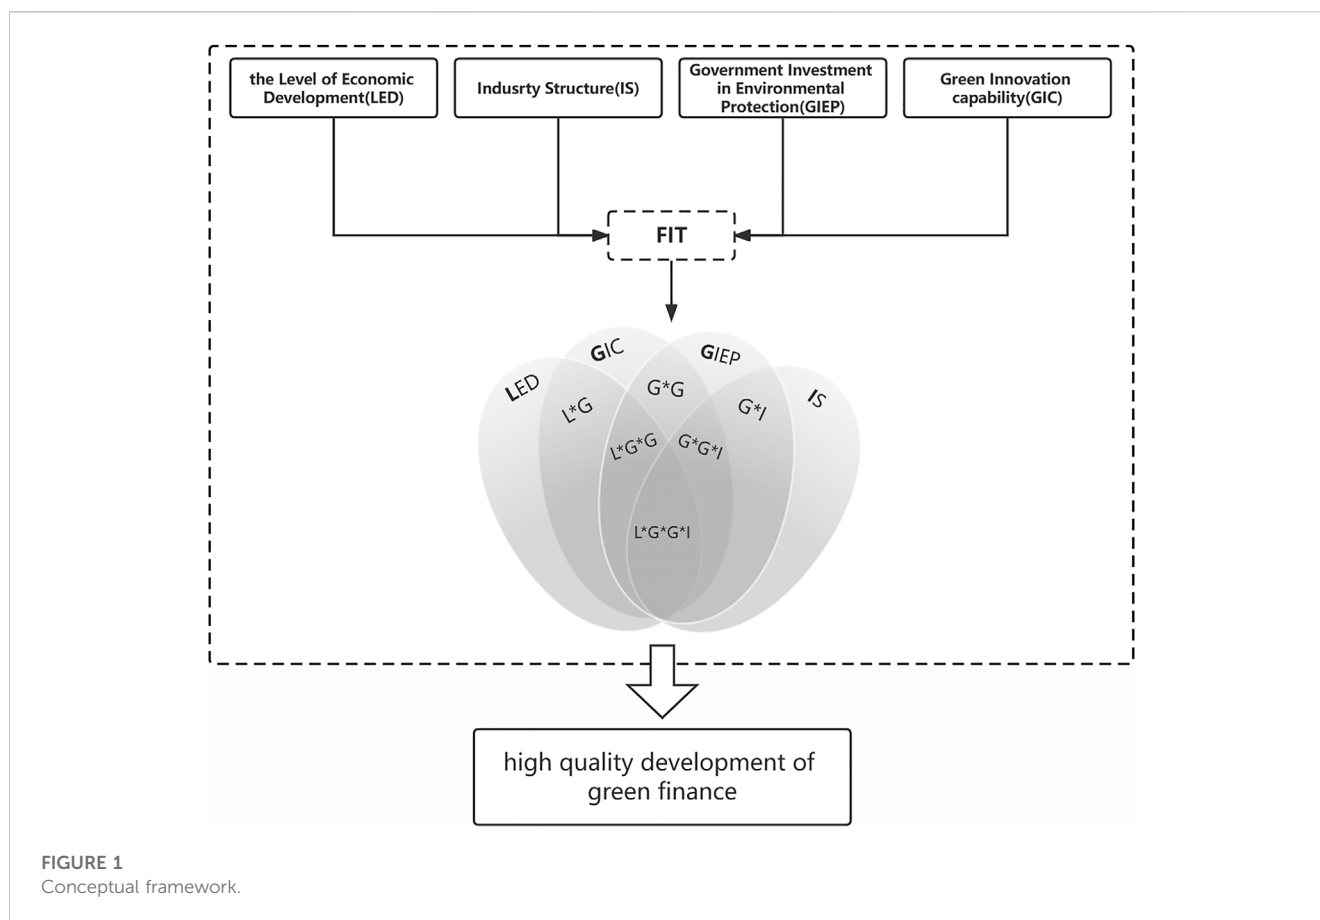 the Level of Economic
Development(LED)
Indusrty Structure(IS)
Government Investment
in Environmental
Protection(GIEP)
Green Innovation
capability(GIC)
FIT
GIC
GIEP
LED
IS
G*G
L*G
G*I
L*G*G
G*G*I
L*G*G*I
high quality development of
green finance
FIGURE 1
Conceptual framework.